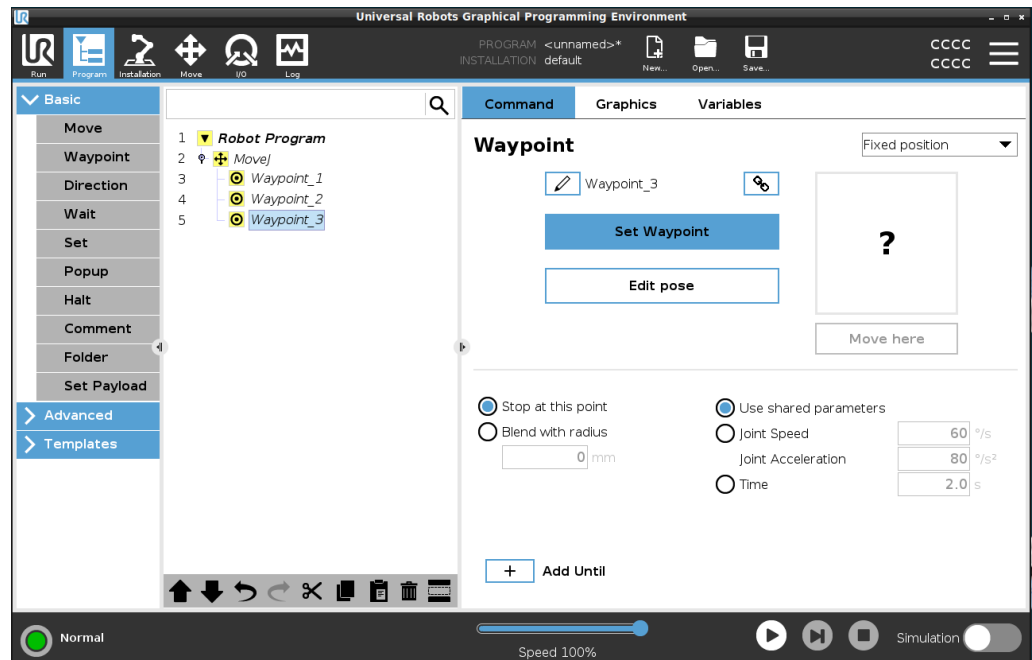 Universal Robots Graphical Programming Environment
UR
Run
Program
Installation
Move
I/O
Log
PROGRAM <unnamed>*
INSTALLATION default
New...
Open...
Save...
CCCC
CCCC
Basic
Move
Waypoint
Direction
Wait
Set
Popup
Halt
Comment
Folder
Set Payload
Advanced
Templates
1 Robot Program
2 MoveJ
3 Waypoint_1
4 Waypoint_2
5 Waypoint_3
Command Graphics Variables
Waypoint
Fixed position
Waypoint_3
Set Waypoint
Edit pose
?
Move here
Stop at this point
Blend with radius
0 mm
Use shared parameters
Joint Speed 60 °/s
Joint Acceleration 80 °/s²
Time 2.0 s
+ Add Until
Normal
Speed 100%
Simulation